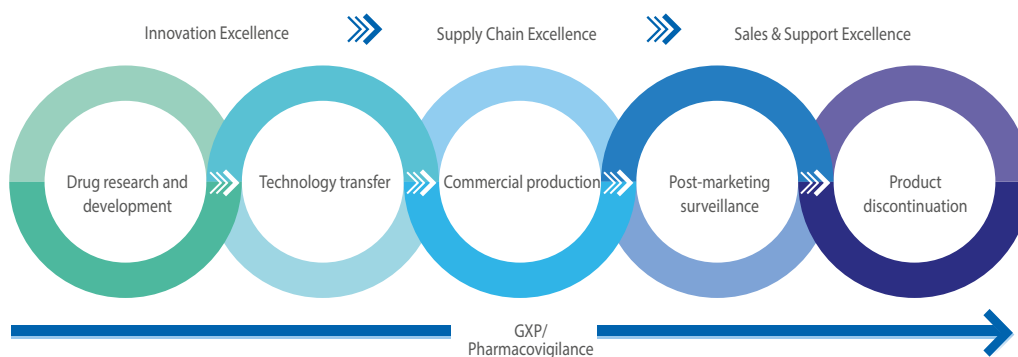 Innovation Excellence
Supply Chain Excellence
Sales & Support Excellence
Drug research and
development
Technology transfer
Commercial production
Post-marketing
surveillance
Product
discontinuation
GXP/
Pharmacovigilance